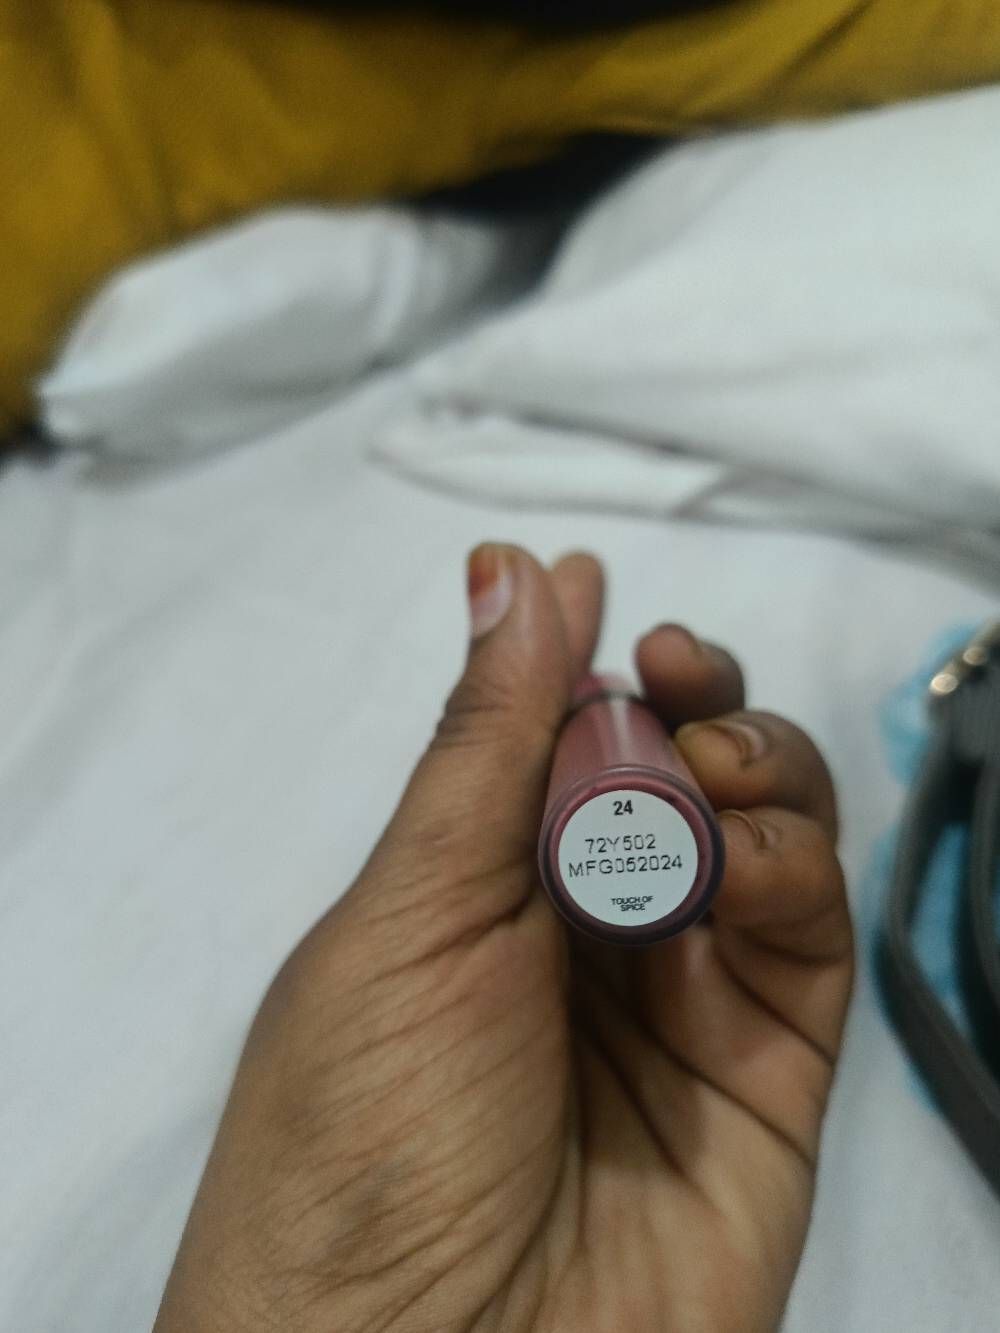 24
72Y502
MFG052024
TOUCH OF
SPICE